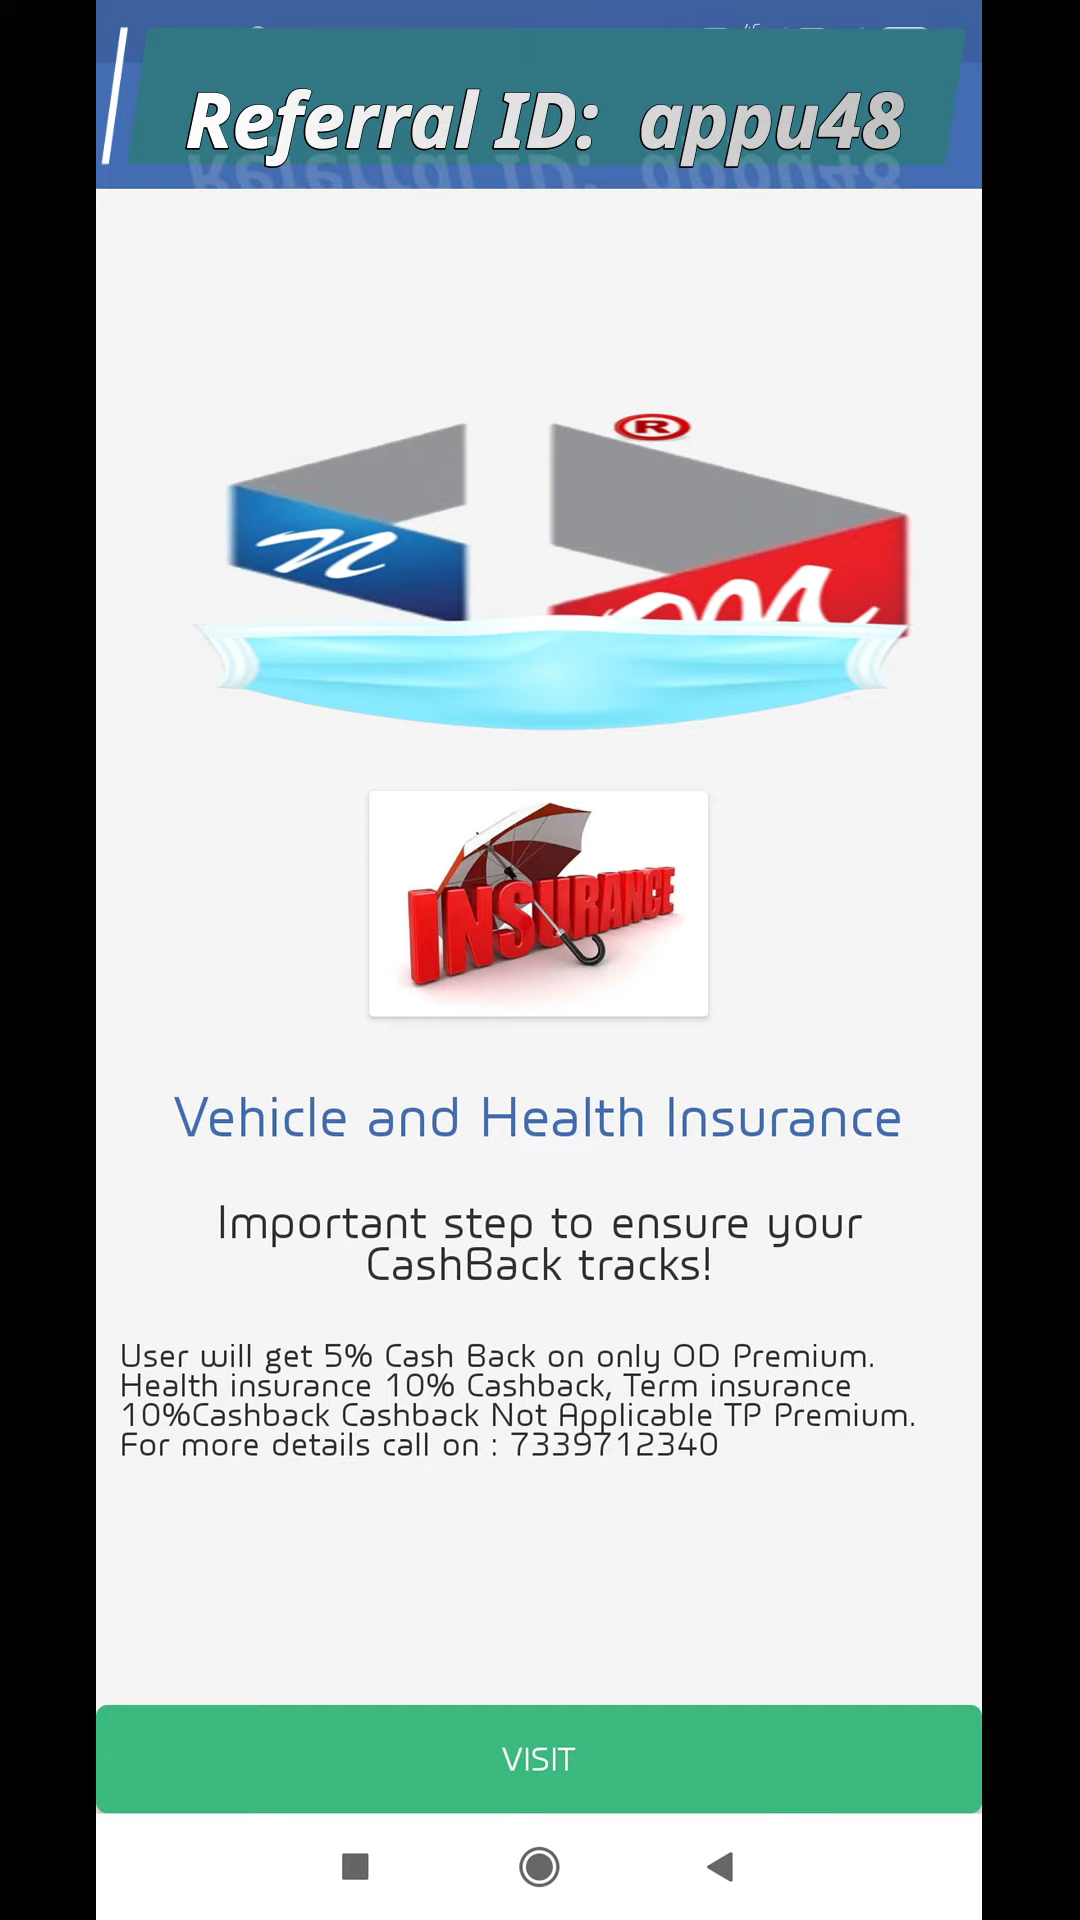 Referral ID: appu48
®
n
m
INSURANCE
Vehicle and Health Insurance
Important step to ensure your
CashBack tracks!
User will get 5% Cash Back on only OD Premium.
Health insurance 10% Cashback, Term insurance
10%Cashback Cashback Not Applicable TP Premium.
For more details call on : 7339712340
VISIT